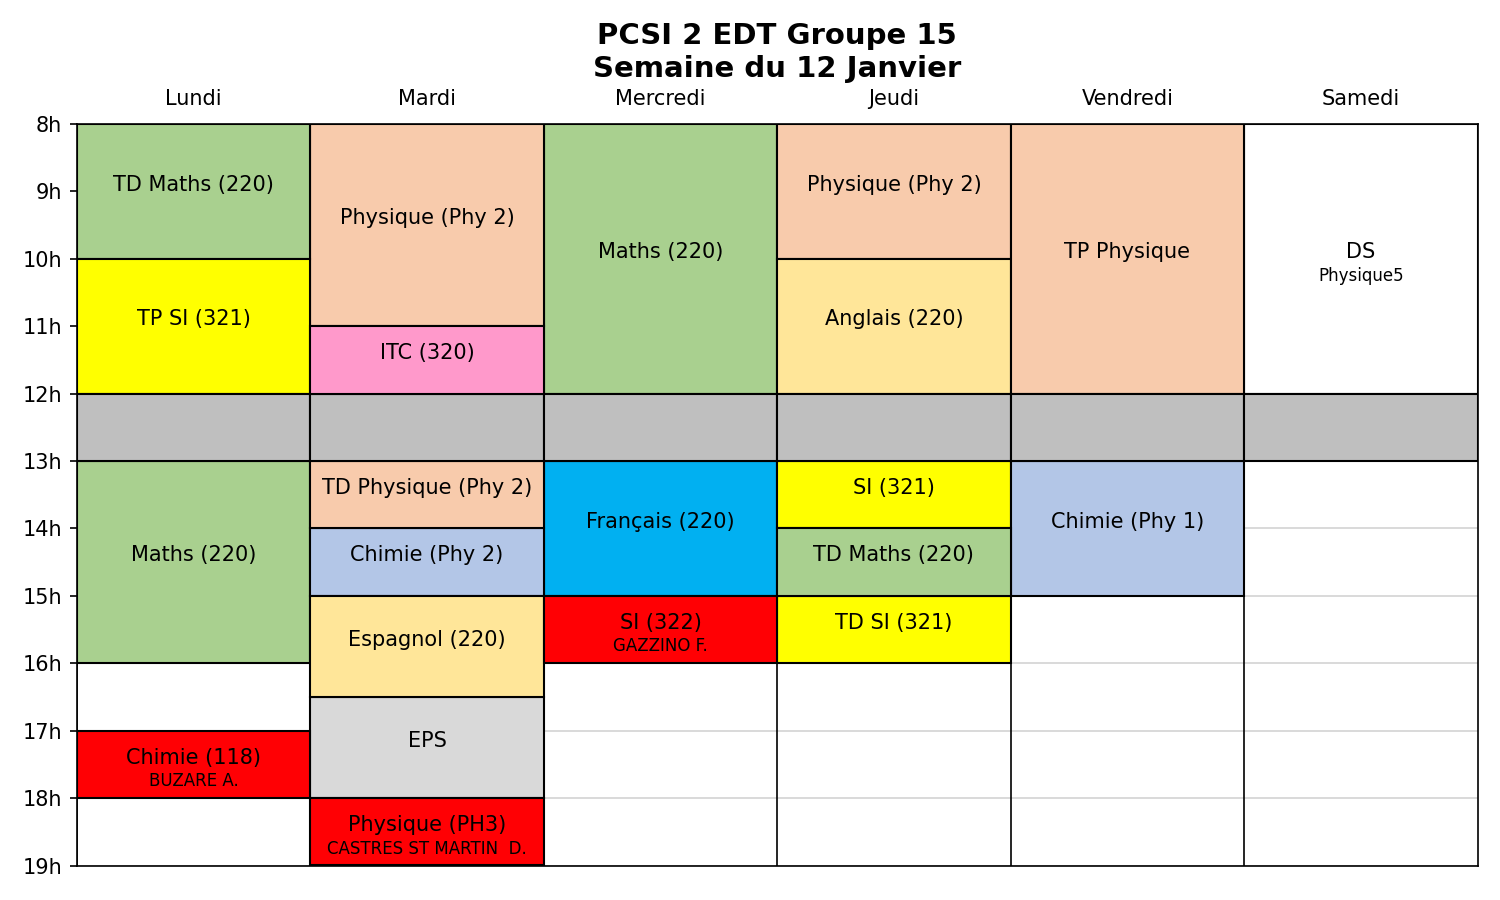 PCSI 2 EDT Groupe 15
Semaine du 12 Janvier
Lundi
Mardi
Mercredi
Jeudi
Vendredi
Samedi
8h
9h
10h
11h
12h
13h
14h
15h
16h
17h
18h
19h
TD Maths (220)
TP SI (321)
Maths (220)
Chimie (118)
BUZARE A.
Physique (Phy 2)
ITC (320)
TD Physique (Phy 2)
Chimie (Phy 2)
Espagnol (220)
EPS
Physique (PH3)
CASTRES ST MARTIN  D.
Maths (220)
Français (220)
SI (322)
GAZZINO F.
Physique (Phy 2)
Anglais (220)
SI (321)
TD Maths (220)
TD SI (321)
TP Physique
Chimie (Phy 1)
DS
Physique5